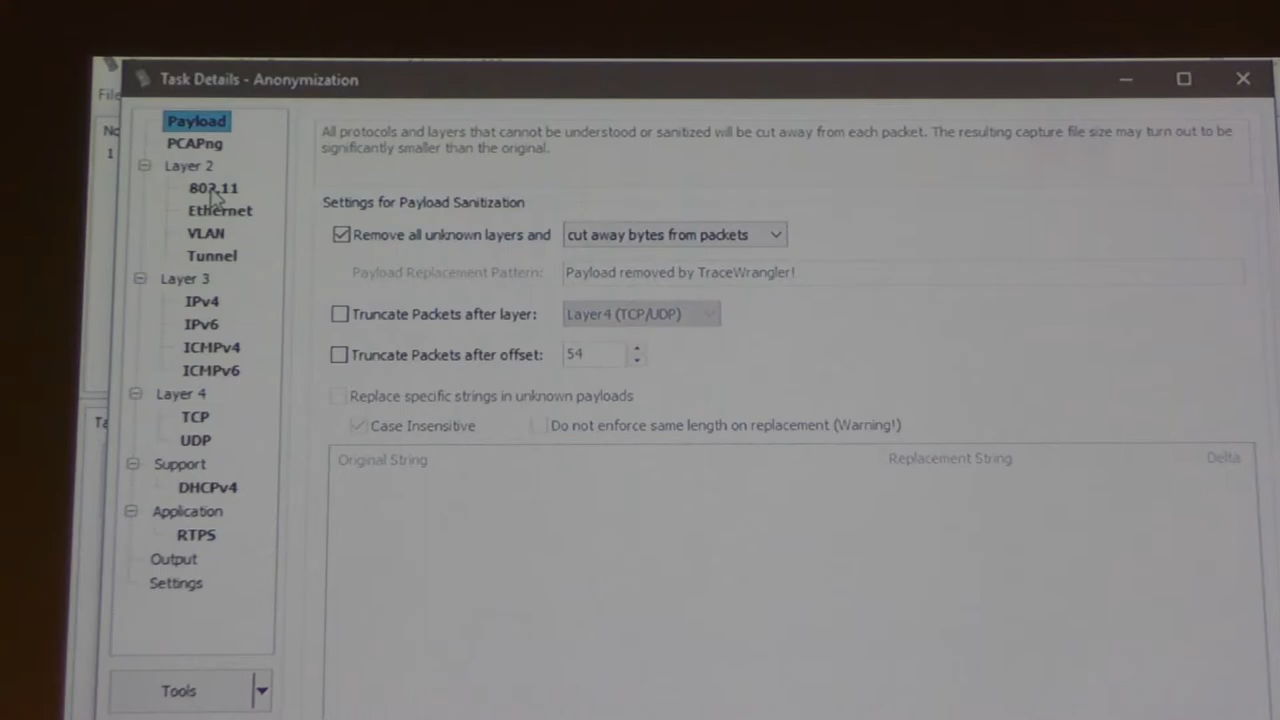 Task Details - Anonymization
File
No
1
Ta
Payload
PCAPng
Layer 2
802.11
Ethernet
VLAN
Tunnel
Layer 3
IPv4
IPv6
ICMPv4
ICMPv6
Layer 4
TCP
UDP
Support
DHCPv4
Application
RTPS
Output
Settings
Tools
All protocols and layers that cannot be understood or sanitized will be cut away from each packet. The resulting capture file size may turn out to be
significantly smaller than the original.
Settings for Payload Sanitization
Remove all unknown layers and cut away bytes from packets
Payload Replacement Pattern: Payload removed by TraceWrangler!
Truncate Packets after layer: Layer4 (TCP/UDP)
Truncate Packets after offset: 54
Replace specific strings in unknown payloads
Case Insensitive Do not enforce same length on replacement (Warning!)
Original String Replacement String Delta